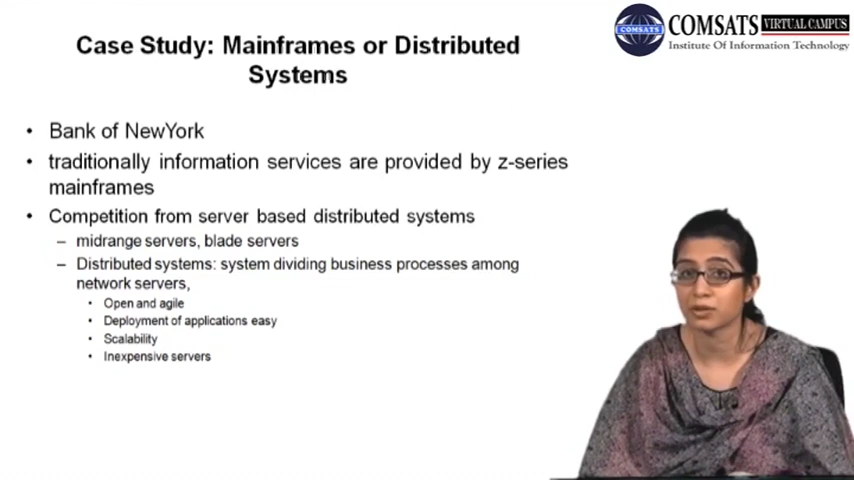 COMSATS VIRTUAL CAMPUS
Institute Of Information Technology
COMSATS
Case Study: Mainframes or Distributed
Systems
• Bank of NewYork
• traditionally information services are provided by z-series
mainframes
• Competition from server based distributed systems
– midrange servers, blade servers
– Distributed systems: system dividing business processes among
network servers,
• Open and agile
• Deployment of applications easy
• Scalability
• Inexpensive servers